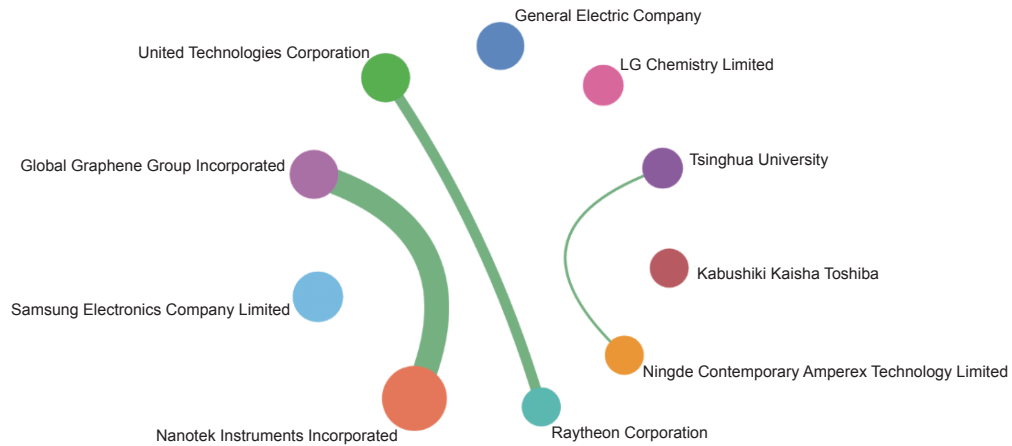 General Electric Company
United Technologies Corporation
LG Chemistry Limited
Global Graphene Group Incorporated
Tsinghua University
Kabushiki Kaisha Toshiba
Samsung Electronics Company Limited
Ningde Contemporary Amperex Technology Limited
Nanotek Instruments Incorporated
Raytheon Corporation